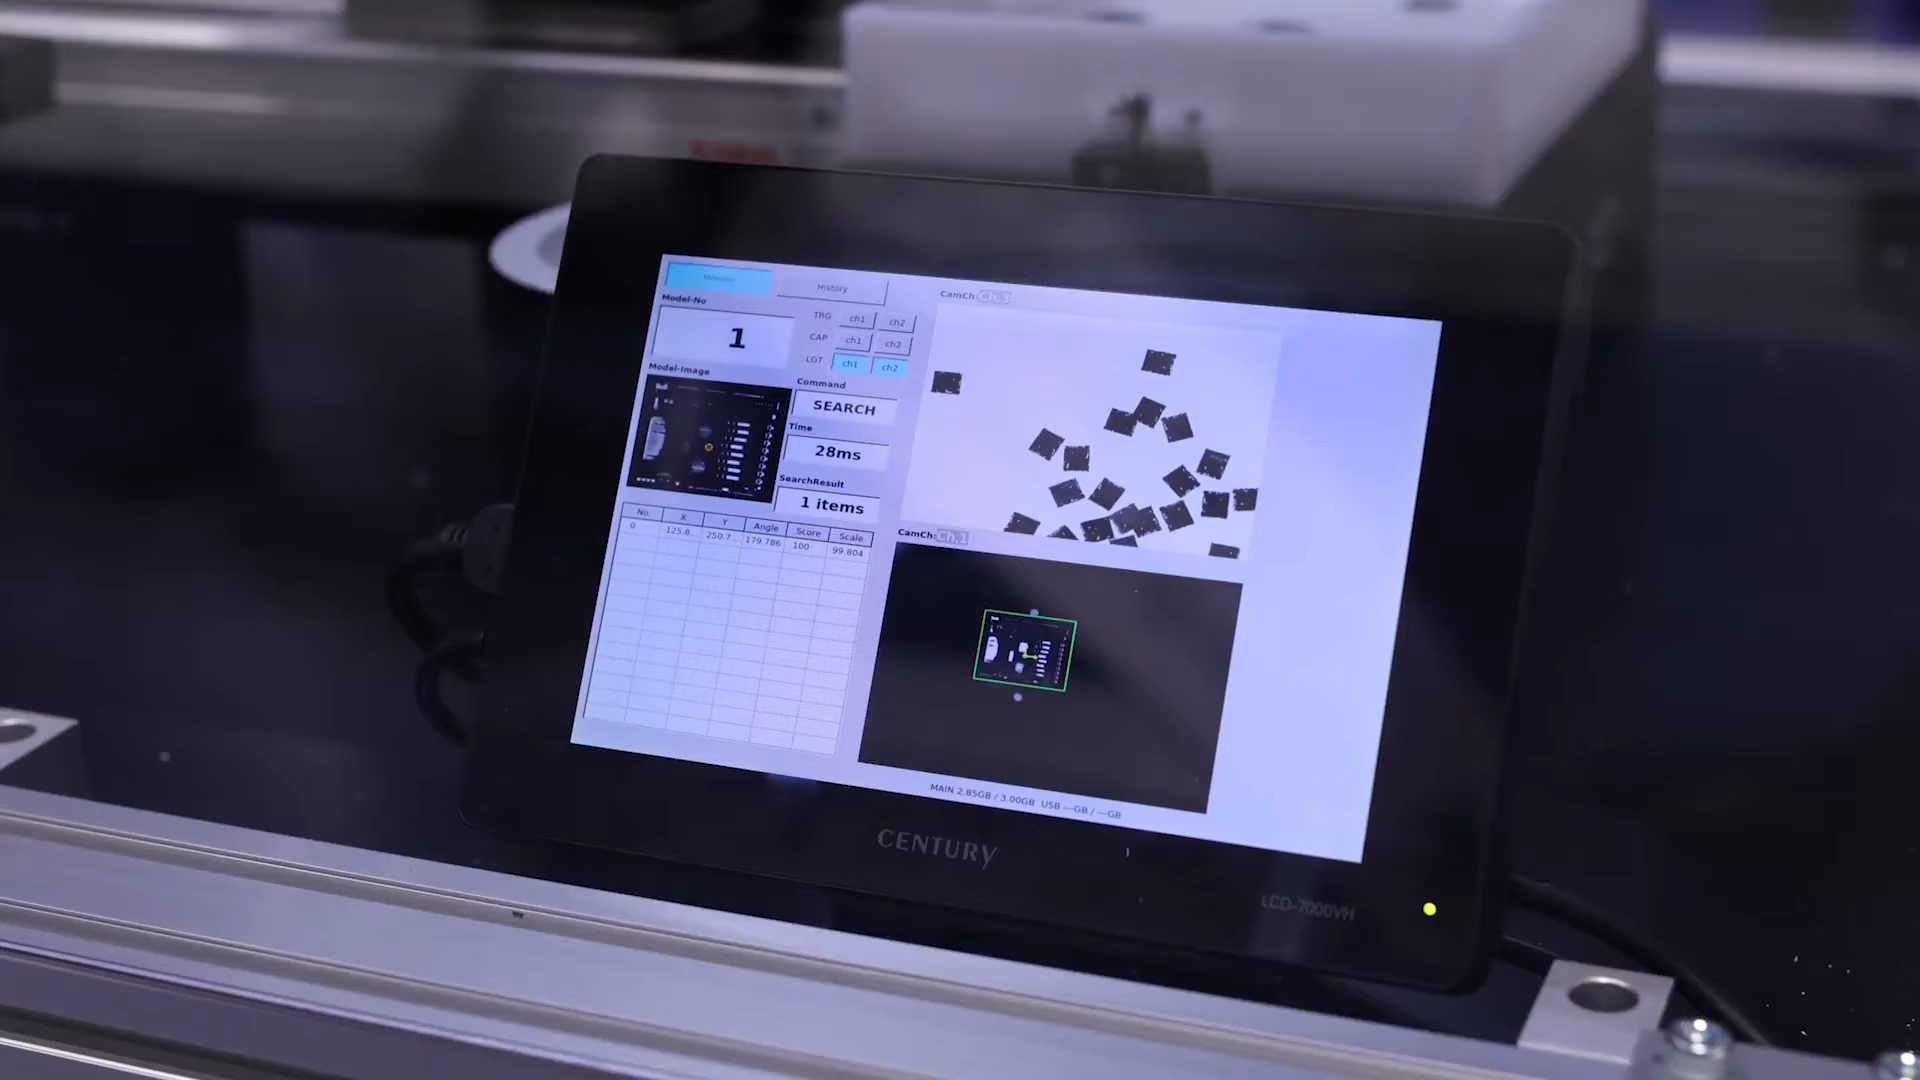 Monitor
History
Model-No
1
TRG ch1 ch2
CAP ch1 ch2
LGT ch1 ch2
Model-Image
Command
SEARCH
Time
28ms
SearchResult
1 items
No. X Y Angle Score Scale
0 -125.8.. 250.7.. 179.786 100 99.804
CamCh: Ch.3
CamCh: Ch.1
MAIN 2.85GB / 3.00GB USB ---GB / ---GB
CENTURY
LCD-7000VH